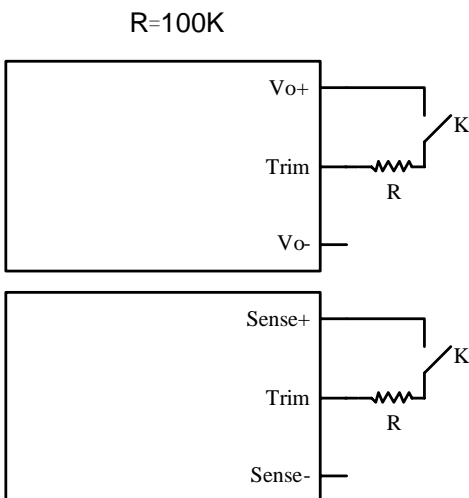 R=100K
Vo+
K
Trim
R
Vo-
Sense+
K
Trim
R
Sense-